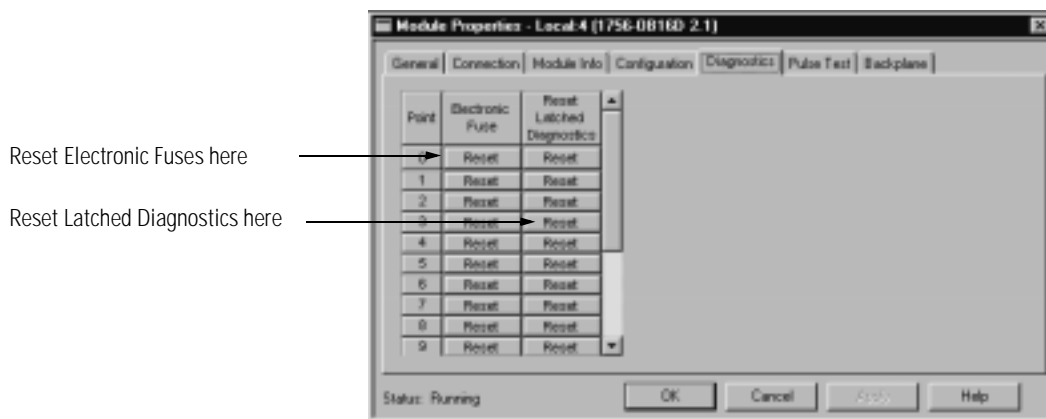 Module Properties - Local:4 (1756-OB16D 2.1)
General Connection Module Info Configuration Diagnostics Pulse Test Backplane
Point Electronic Fuse Reset Latched Diagnostics
Reset Electronic Fuses here
0 Reset Reset
1 Reset Reset
2 Reset Reset
Reset Latched Diagnostics here
3 Reset Reset
4 Reset Reset
5 Reset Reset
6 Reset Reset
7 Reset Reset
8 Reset Reset
9 Reset Reset
Status: Running
OK Cancel Apply Help